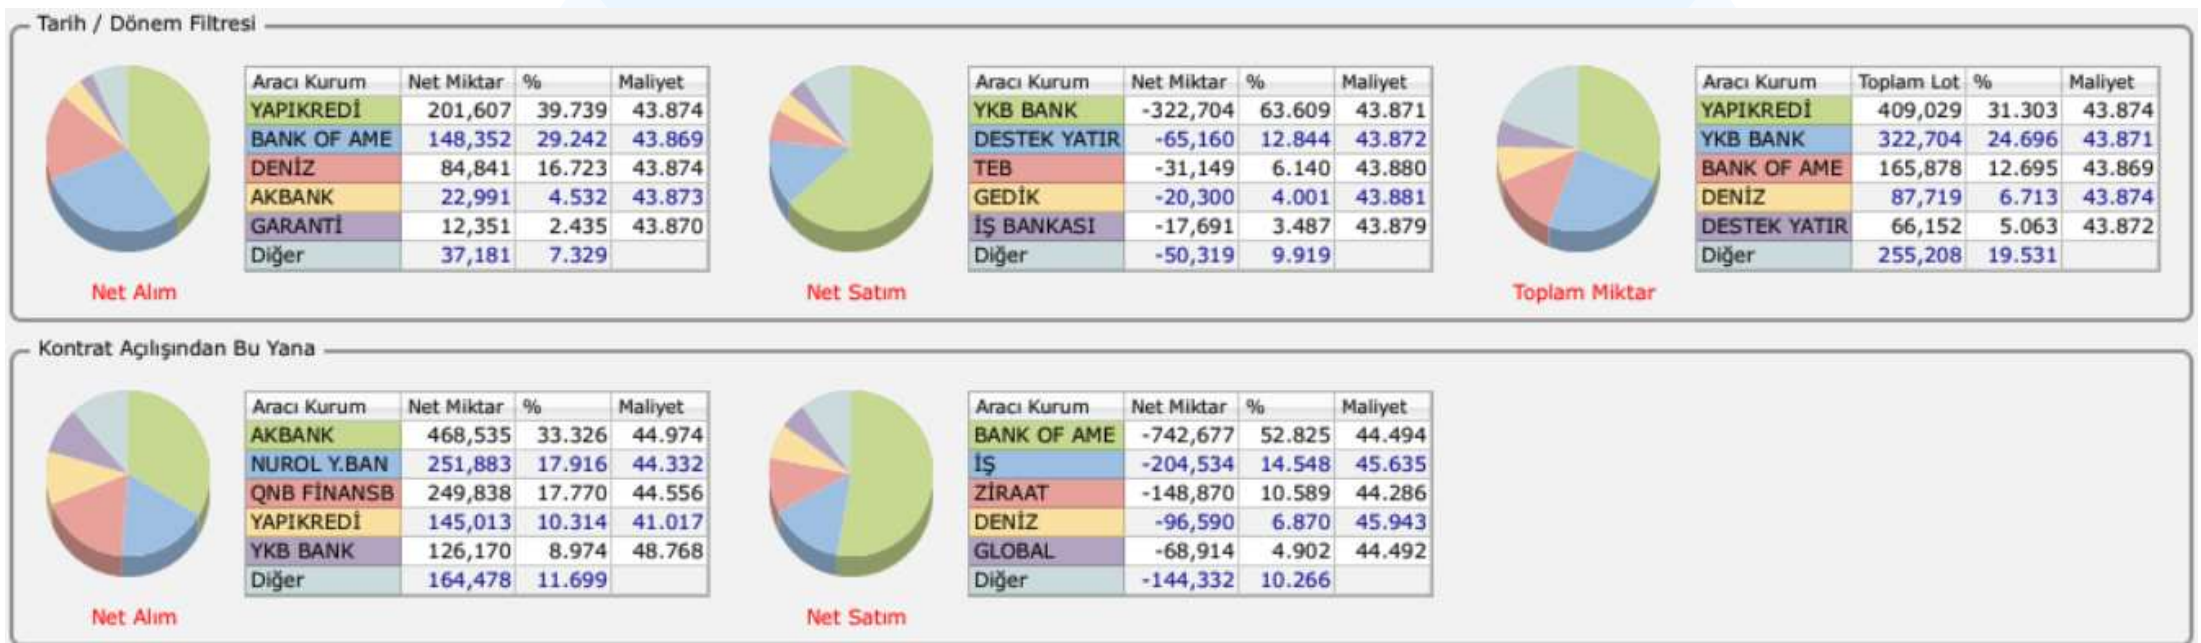 Tarih / Dönem Filtresi
Aracı Kurum Net Miktar % Maliyet
YAPIKREDİ 201,607 39.739 43.874
BANK OF AME 148,352 29.242 43.869
DENİZ 84,841 16.723 43.874
AKBANK 22,991 4.532 43.873
GARANTİ 12,351 2.435 43.870
Diğer 37,181 7.329
Net Alım
Aracı Kurum Net Miktar % Maliyet
YKB BANK -322,704 63.609 43.871
DESTEK YATIR -65,160 12.844 43.872
TEB -31,149 6.140 43.880
GEDİK -20,300 4.001 43.881
İŞ BANKASI -17,691 3.487 43.879
Diğer -50,319 9.919
Net Satım
Aracı Kurum Toplam Lot % Maliyet
YAPIKREDİ 409,029 31.303 43.874
YKB BANK 322,704 24.696 43.871
BANK OF AME 165,878 12.695 43.869
DENİZ 87,719 6.713 43.874
DESTEK YATIR 66,152 5.063 43.872
Diğer 255,208 19.531
Toplam Miktar
Kontrat Açılışından Bu Yana
Aracı Kurum Net Miktar % Maliyet
AKBANK 468,535 33.326 44.974
NUROL Y.BAN 251,883 17.916 44.332
QNB FİNANSB 249,838 17.770 44.556
YAPIKREDİ 145,013 10.314 41.017
YKB BANK 126,170 8.974 48.768
Diğer 164,478 11.699
Net Alım
Aracı Kurum Net Miktar % Maliyet
BANK OF AME -742,677 52.825 44.494
İŞ -204,534 14.548 45.635
ZİRAAT -148,870 10.589 44.286
DENİZ -96,590 6.870 45.943
GLOBAL -68,914 4.902 44.492
Diğer -144,332 10.266
Net Satım